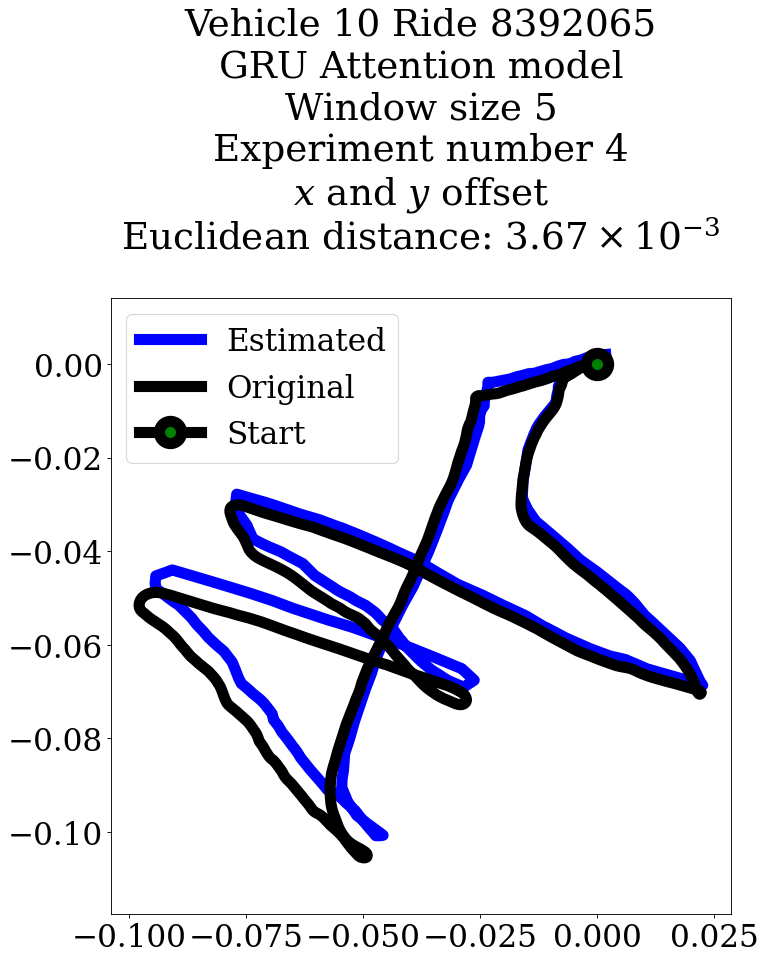 Vehicle 10 Ride 8392065
GRU Attention model
Window size 5
Experiment number 4
x and y offset
Euclidean distance: 3.67 × 10⁻³
Estimated
Original
Start
0.00
−0.02
−0.04
−0.06
−0.08
−0.10
−0.100 −0.075 −0.050 −0.025 0.000 0.025